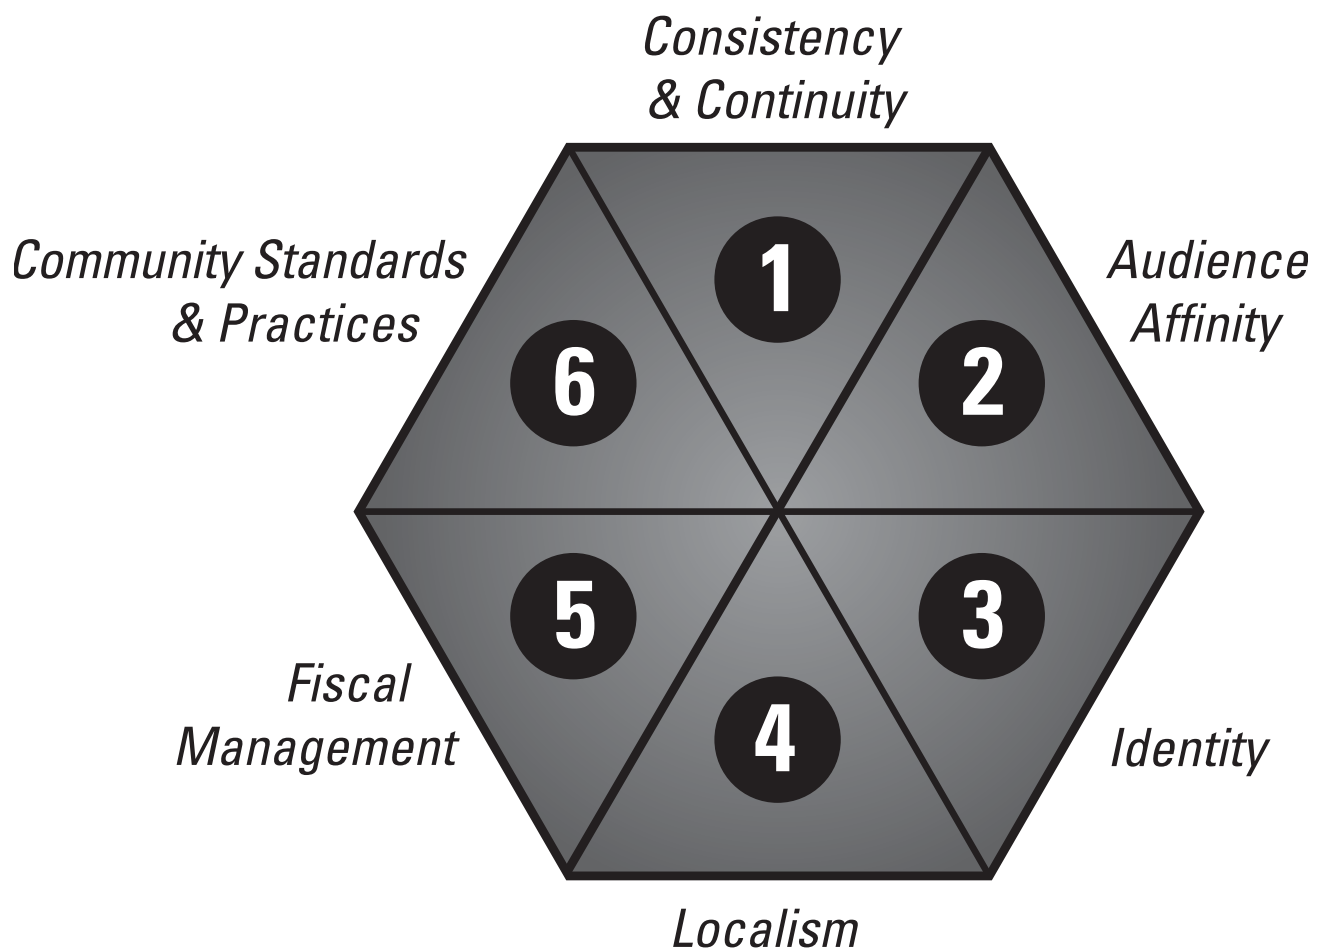 Consistency
& Continuity
1
Audience
Affinity
2
Identity
3
Localism
4
Fiscal
Management
5
Community Standards
& Practices
6